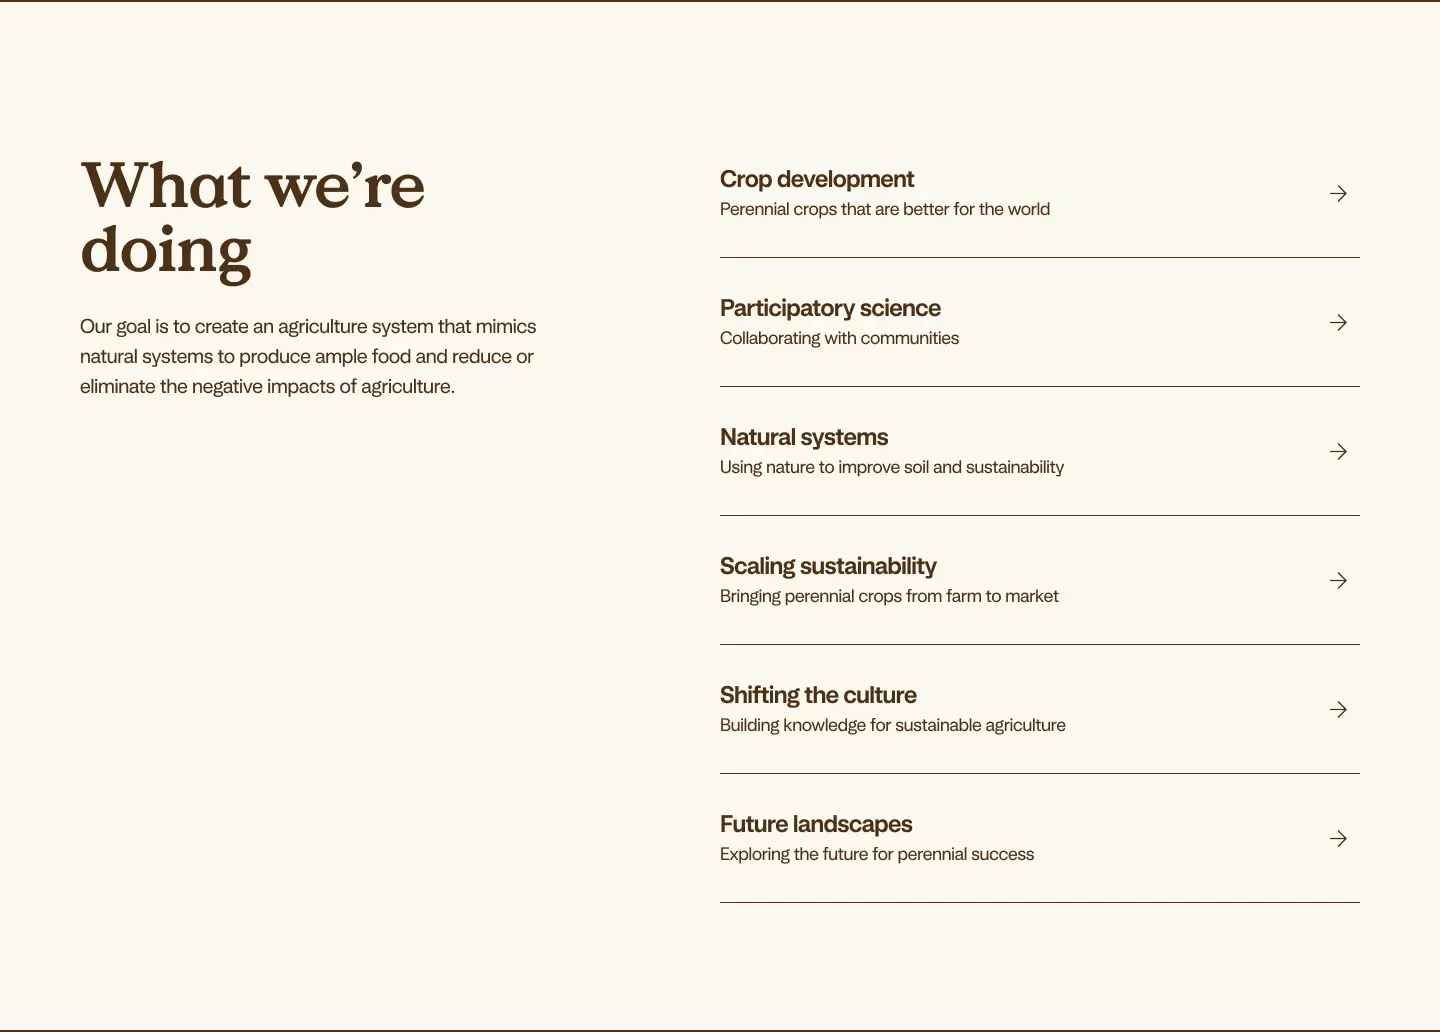 What we’re
doing
Our goal is to create an agriculture system that mimics
natural systems to produce ample food and reduce or
eliminate the negative impacts of agriculture.
Crop development
Perennial crops that are better for the world
Participatory science
Collaborating with communities
Natural systems
Using nature to improve soil and sustainability
Scaling sustainability
Bringing perennial crops from farm to market
Shifting the culture
Building knowledge for sustainable agriculture
Future landscapes
Exploring the future for perennial success